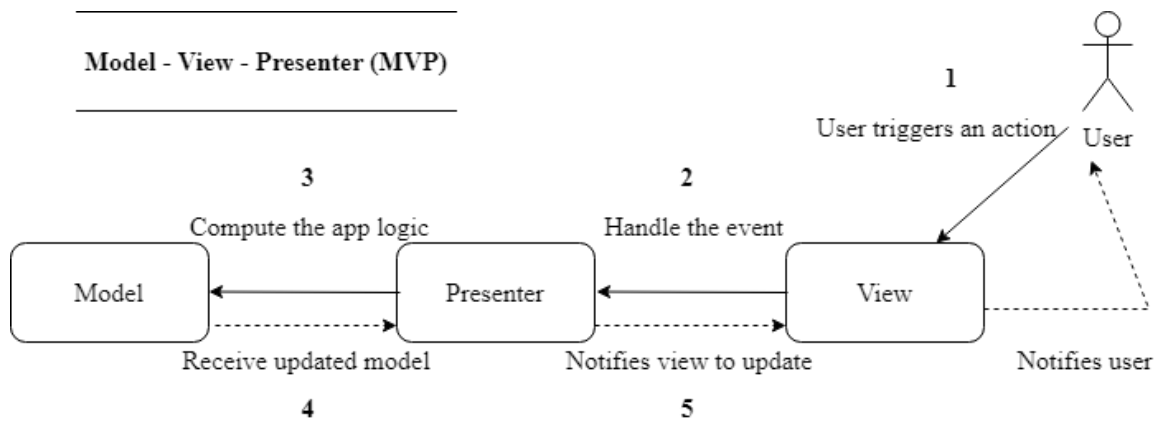 Model - View - Presenter (MVP)
1
User triggers an action
User
3
2
Compute the app logic
Handle the event
Model
Presenter
View
Receive updated model
Notifies view to update
Notifies user
4
5